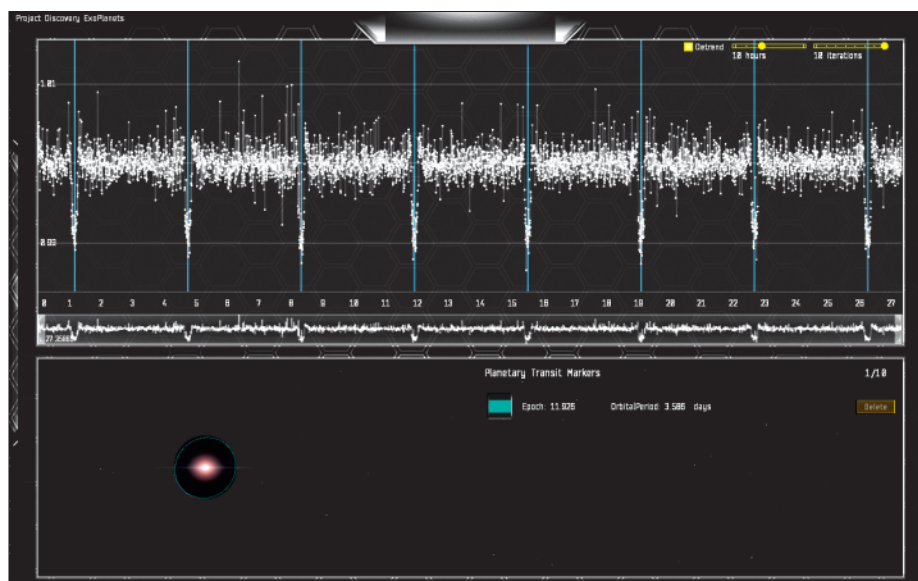 Project Discovery ExoPlanets
Detrend
10 hours 10 iterations
1.01
0.99
0 1 2 3 4 5 6 7 8 9 10 11 12 13 14 15 16 17 18 19 20 21 22 23 24 25 26 27
Planetary Transit Markers 1/10
Epoch: 11.926 OrbitalPeriod: 3.585 days Delete